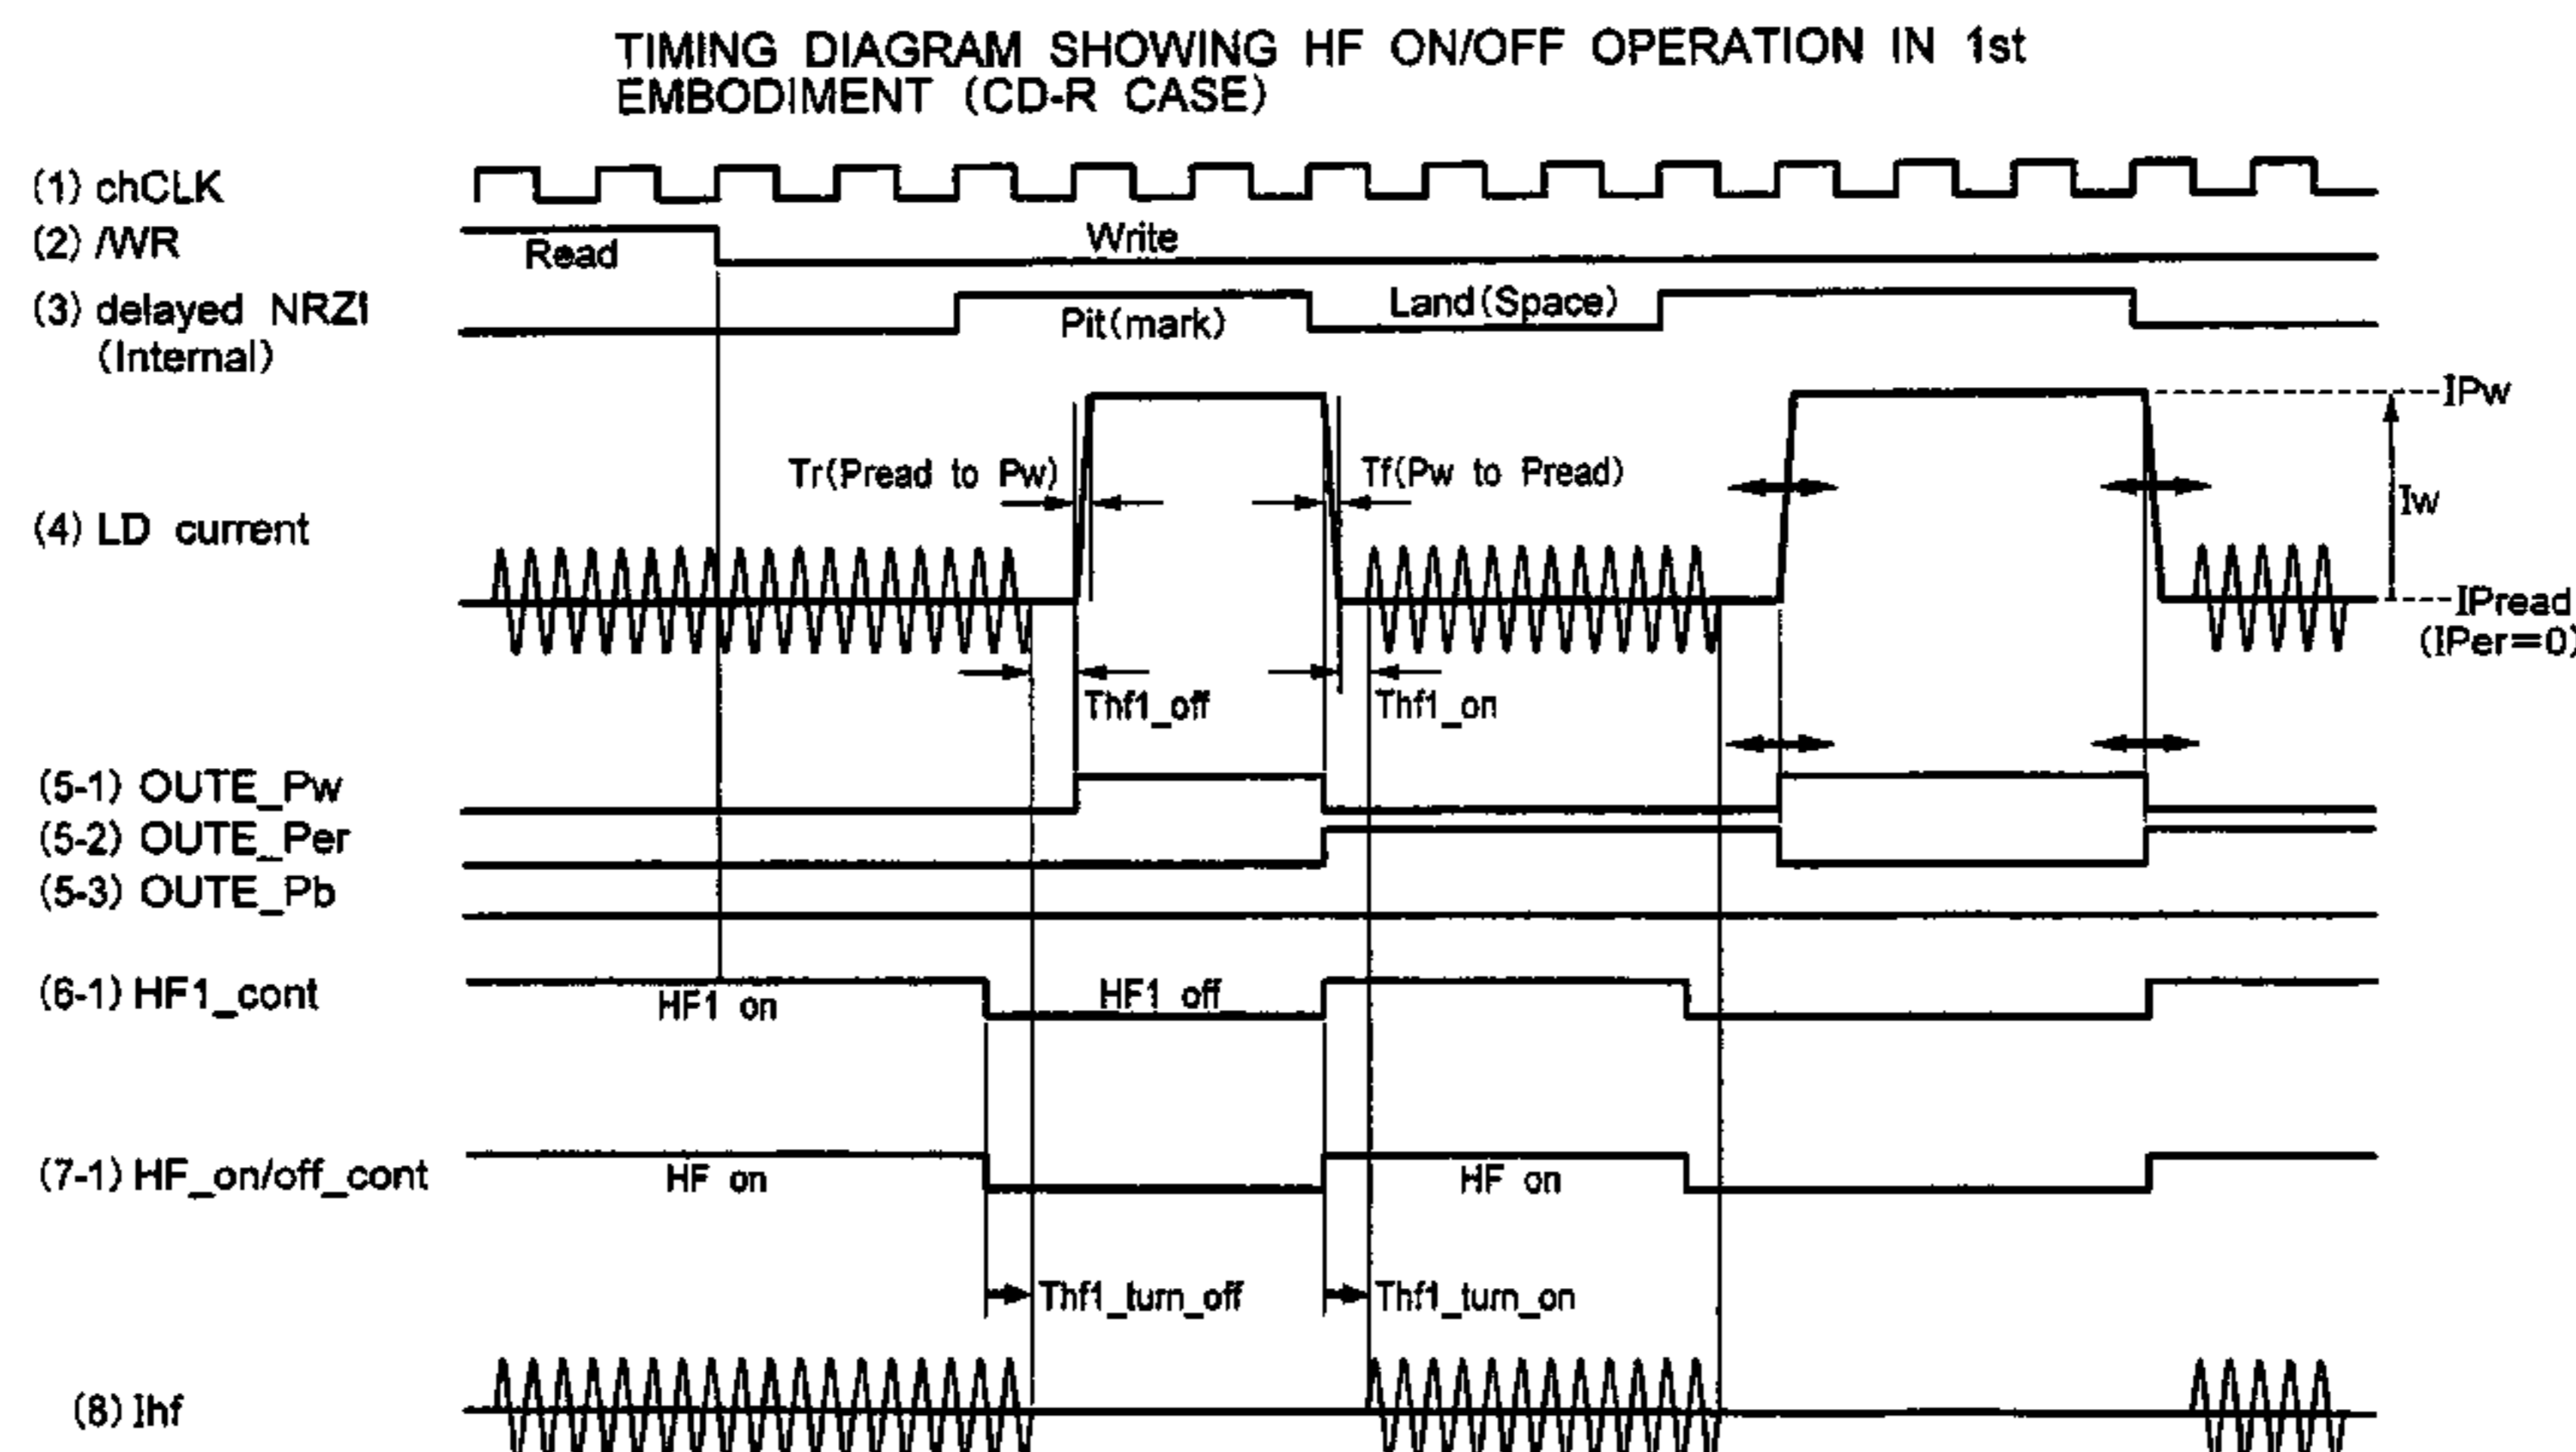 TIMING DIAGRAM SHOWING HF ON/OFF OPERATION IN 1st
EMBODIMENT (CD-R CASE)
(1) chCLK
(2) /WR
Read
Write
(3) delayed NRZI
(Internal)
Pit(mark)
Land(Space)
IPw
Tr(Pread to Pw)
Tf(Pw to Pread)
Iw
(4) LD current
IPread
(IPer=0)
Thf1_off
Thf1_on
(5-1) OUTE_Pw
(5-2) OUTE_Per
(5-3) OUTE_Pb
(6-1) HF1_cont
HF1 on
HF1 off
(7-1) HF_on/off_cont
HF on
HF on
Thf1_turn_off
Thf1_turn_on
(8) Ihf